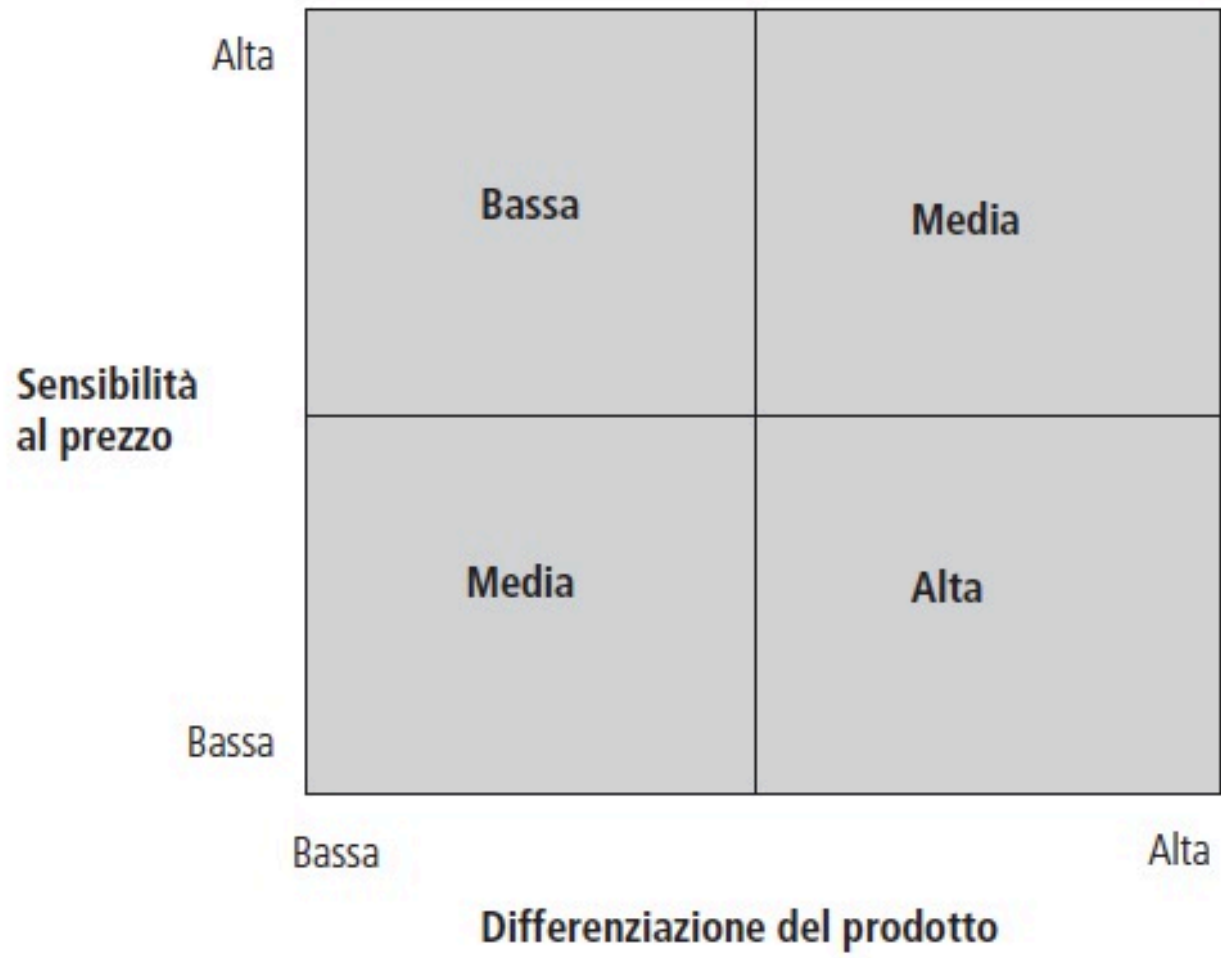 Alta
Bassa
Media
Sensibilità
al prezzo
Media
Alta
Bassa
Bassa
Alta
Differenziazione del prodotto